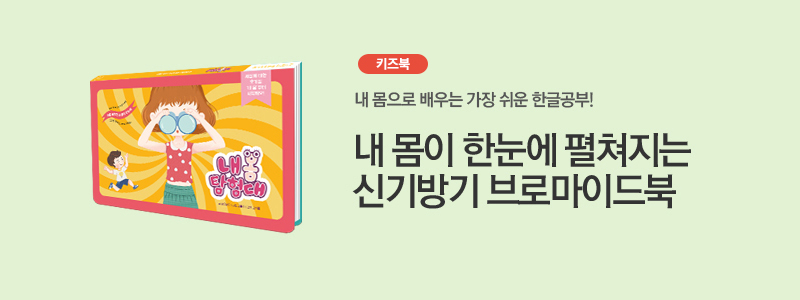 키즈북
내 몸으로 배우는 가장 쉬운 한글공부!
내 몸이 한눈에 펼쳐지는
신기방기 브로마이드북
내 몸
탐험대